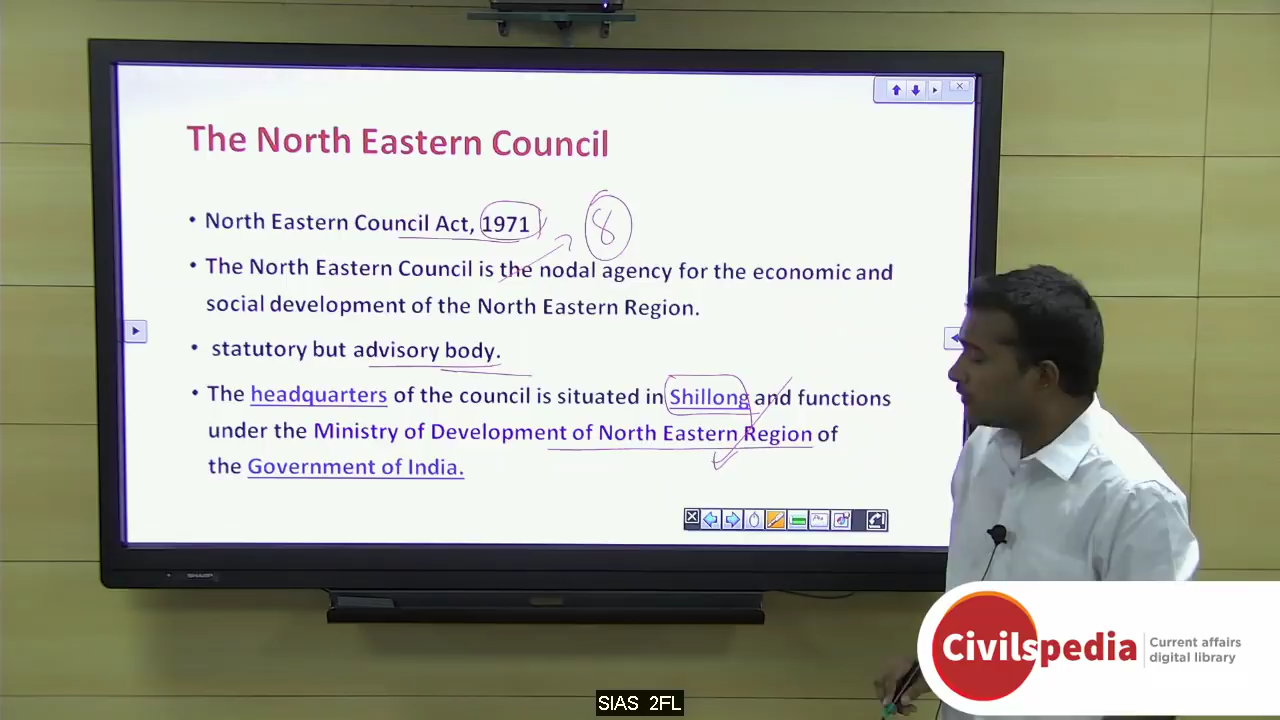 The North Eastern Council
• North Eastern Council Act, 1971
8
• The North Eastern Council is the nodal agency for the economic and
social development of the North Eastern Region.
• statutory but advisory body.
• The headquarters of the council is situated in Shillong and functions
under the Ministry of Development of North Eastern Region of
the Government of India.
SHARP
Civilspedia
Current affairs
digital library
SIAS 2FL